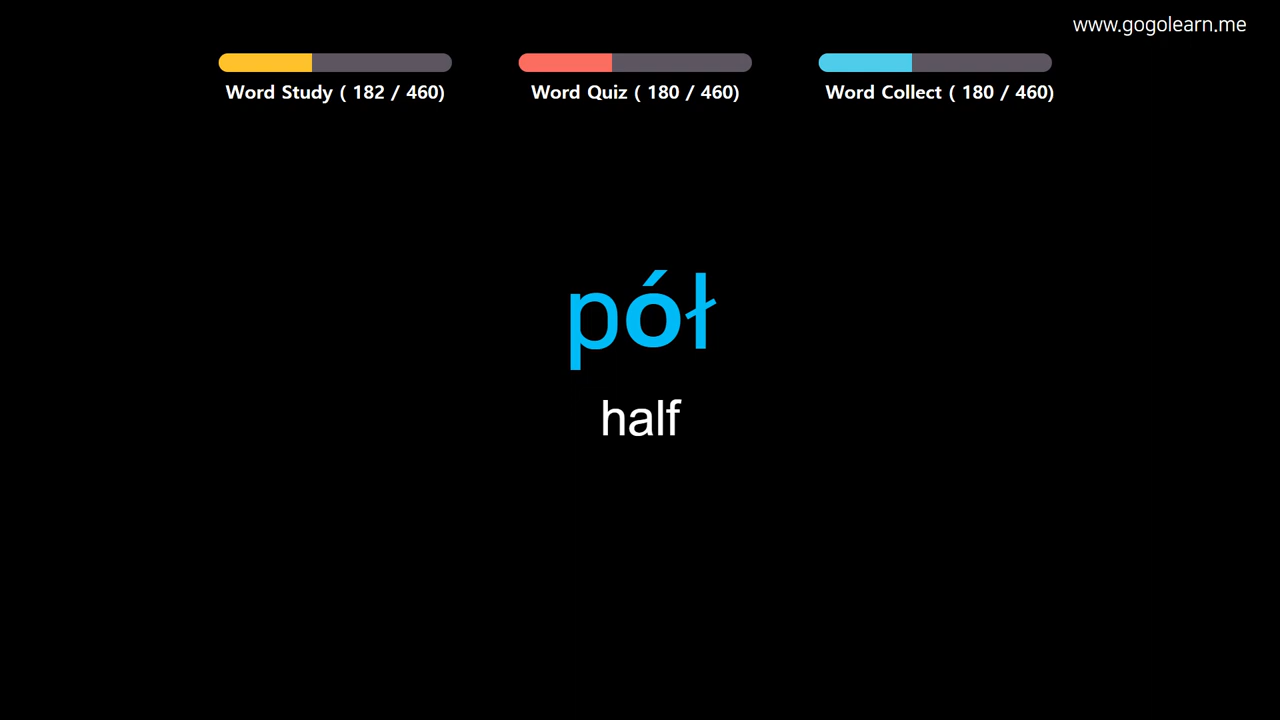 www.gogolearn.me
Word Study ( 182 / 460)
Word Quiz ( 180 / 460)
Word Collect ( 180 / 460)
pół
half